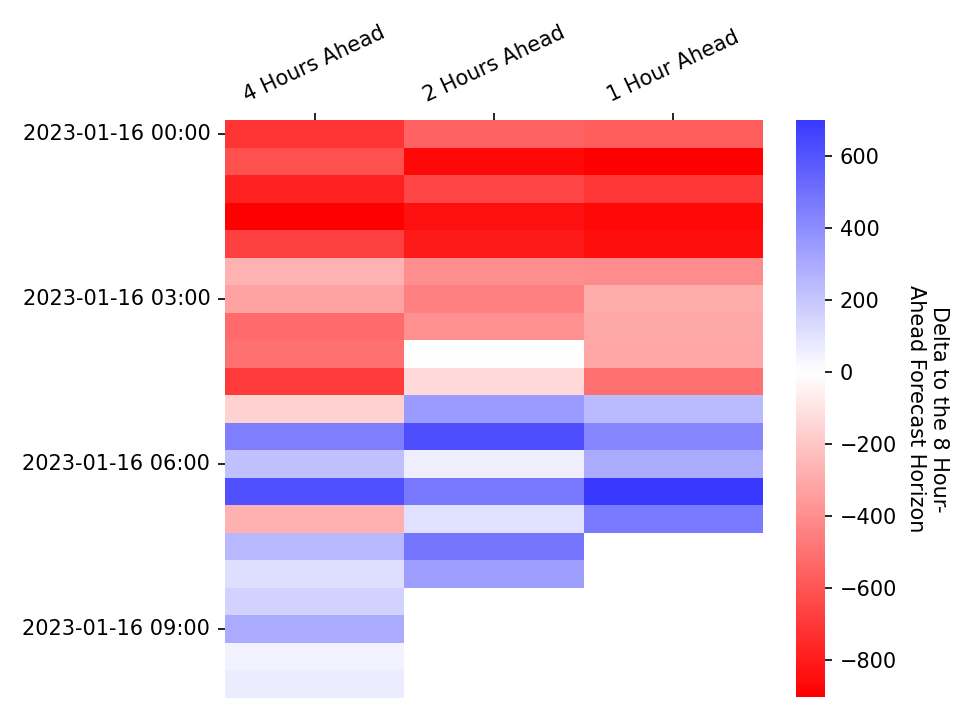 4 Hours Ahead
2 Hours Ahead
1 Hour Ahead
2023-01-16 00:00
2023-01-16 03:00
2023-01-16 06:00
2023-01-16 09:00
600
400
200
0
−200
−400
−600
−800
Delta to the 8 Hour-
Ahead Forecast Horizon